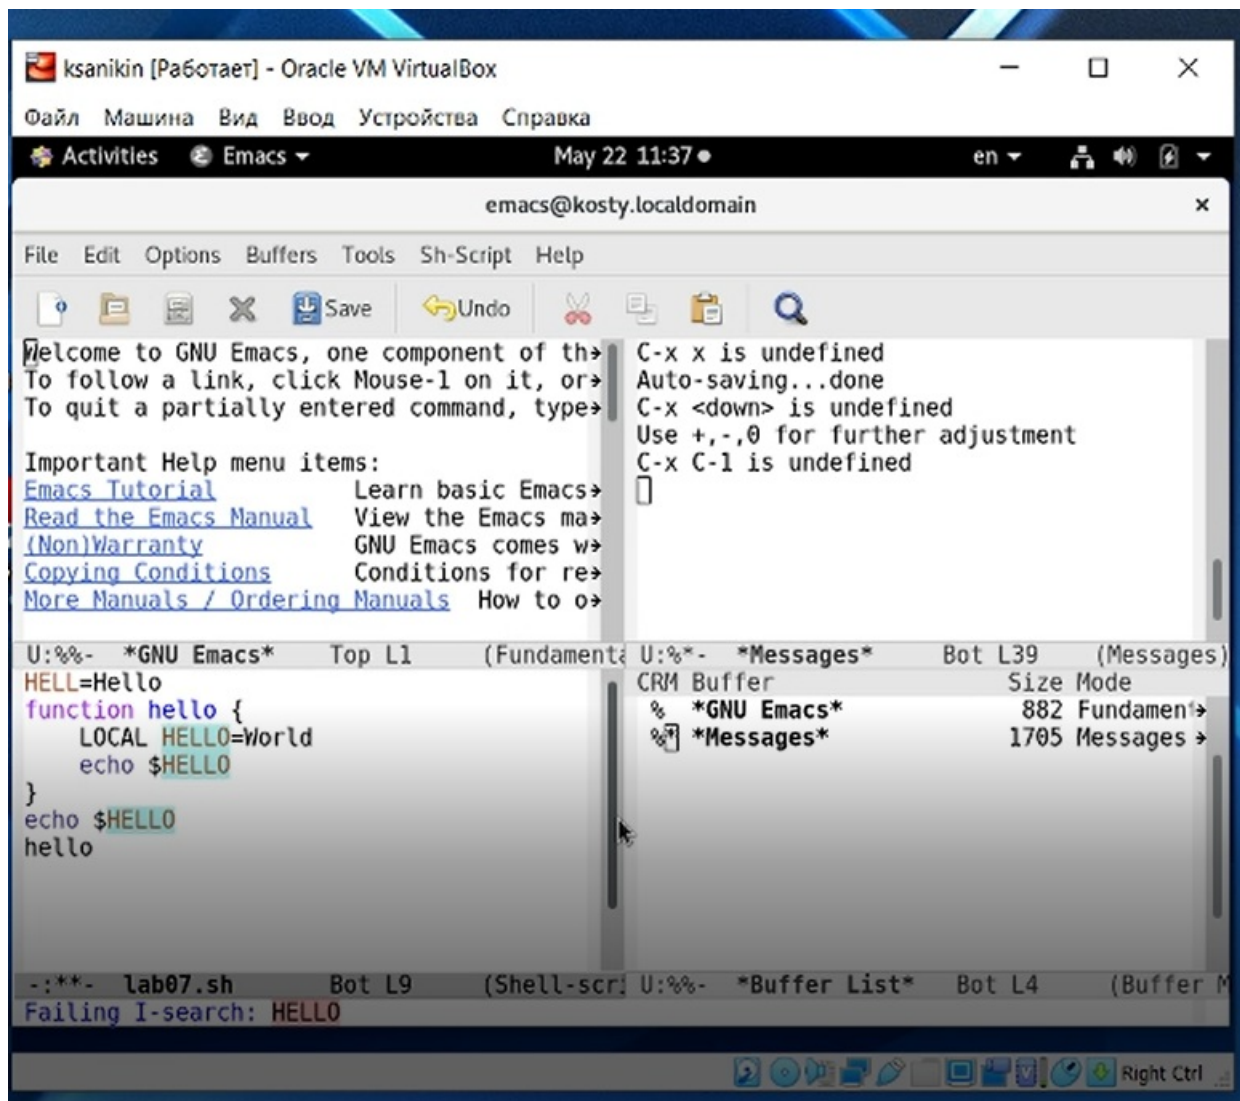 ksanikin [Работает] - Oracle VM VirtualBox
Файл Машина Вид Ввод Устройства Справка
Activities Emacs May 22 11:37 en
emacs@kosty.localdomain
File Edit Options Buffers Tools Sh-Script Help
Save Undo
Welcome to GNU Emacs, one component of th
To follow a link, click Mouse-1 on it, or
To quit a partially entered command, type
Important Help menu items:
Emacs Tutorial Learn basic Emacs
Read the Emacs Manual View the Emacs ma
(Non)Warranty GNU Emacs comes w
Copying Conditions Conditions for re
More Manuals / Ordering Manuals How to o
U:%%- *GNU Emacs* Top L1 (Fundamenta
C-x x is undefined
Auto-saving...done
C-x <down> is undefined
Use +,-,0 for further adjustment
C-x C-l is undefined
U:%*- *Messages* Bot L39 (Messages)
HELL=Hello
function hello {
LOCAL HELLO=World
echo $HELLO
}
echo $HELLO
hello
-:**- lab07.sh Bot L9 (Shell-scri
CRM Buffer Size Mode
% *GNU Emacs* 882 Fundament
%* *Messages* 1705 Messages
U:%%- *Buffer List* Bot L4 (Buffer M
Failing I-search: HELLO
Right Ctrl